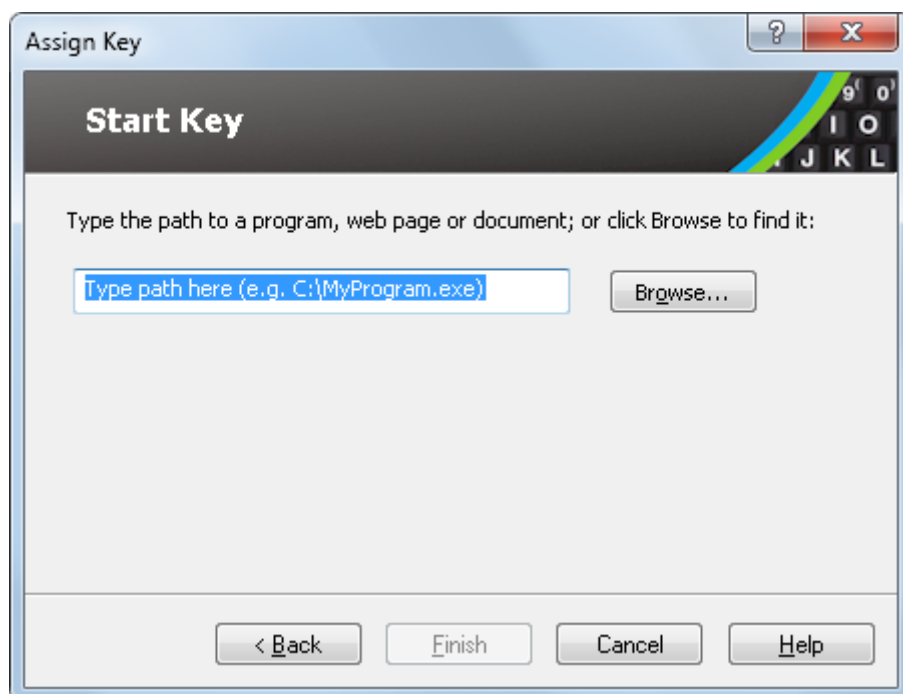 Assign Key
?
X
Start Key
9( 0)
I O
J K L
Type the path to a program, web page or document; or click Browse to find it:
Type path here (e.g. C:\MyProgram.exe)
Browse...
< Back
Finish
Cancel
Help